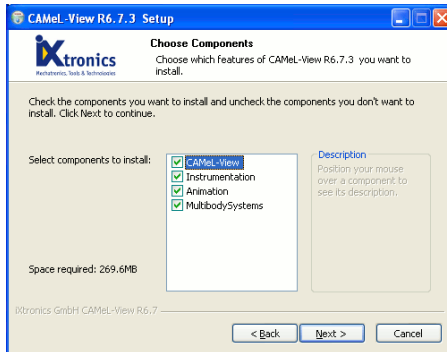 CAMeL-View R6.7.3 Setup
iXtronics
Mechatronics, Tools & Technologies
Choose Components
Choose which features of CAMeL-View R6.7.3 you want to
install.
Check the components you want to install and uncheck the components you don't want to
install. Click Next to continue.
Select components to install:
CAMeL-View
Instrumentation
Animation
MultibodySystems
Description
Position your mouse
over a component to
see its description.
Space required: 269.6MB
iXtronics GmbH CAMeL-View R6.7
< Back
Next >
Cancel